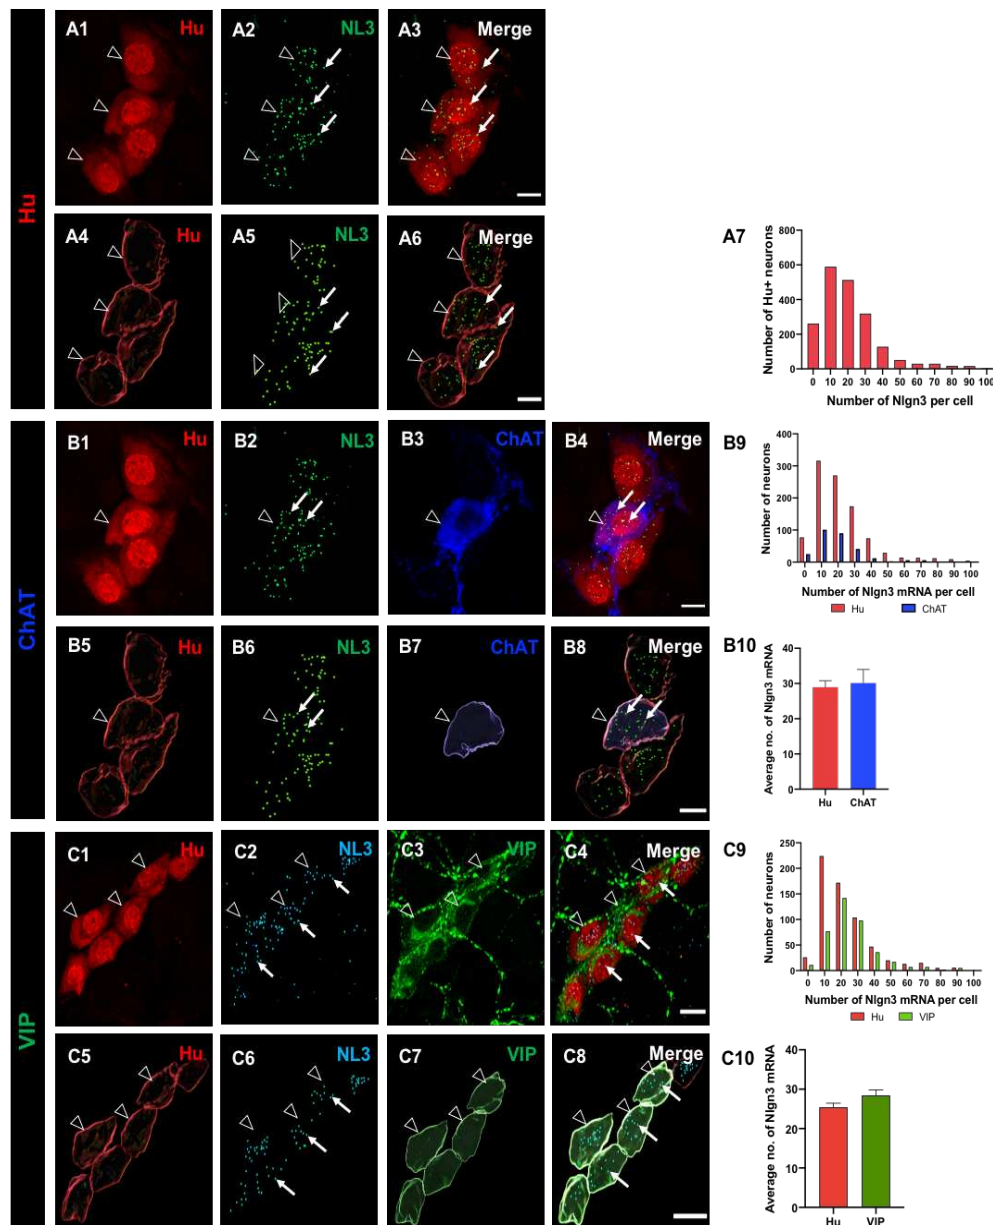 Hu
A1 Hu
A2 NL3
A3 Merge
A4 Hu
A5 NL3
A6 Merge
A7
Number of Hu+ neurons
800
600
400
200
0
0 10 20 30 40 50 60 70 80 90 100
Number of Nlgn3 per cell
ChAT
B1 Hu
B2 NL3
B3 ChAT
B4 Merge
B9
Number of neurons
400
300
200
100
0
0 10 20 30 40 50 60 70 80 90 100
Number of Nlgn3 mRNA per cell
Hu ChAT
B5 Hu
B6 NL3
B7 ChAT
B8 Merge
B10
Average no. of Nlgn3 mRNA
40
30
20
10
0
Hu ChAT
VIP
C1 Hu
C2 NL3
C3 VIP
C4 Merge
C9
Number of neurons
250
200
150
100
50
0
0 10 20 30 40 50 60 70 80 90 100
Number of Nlgn3 mRNA per cell
Hu VIP
C5 Hu
C6 NL3
C7 VIP
C8 Merge
C10
Average no. of Nlgn3 mRNA
40
30
20
10
0
Hu VIP